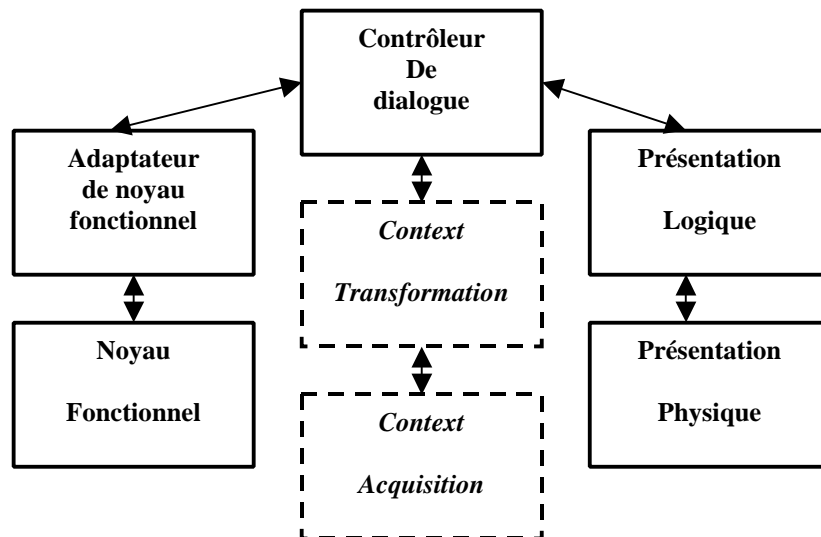 Contrôleur
De
dialogue
Adaptateur
de noyau
fonctionnel
Présentation
Logique
Context
Transformation
Noyau
Fonctionnel
Présentation
Physique
Context
Acquisition